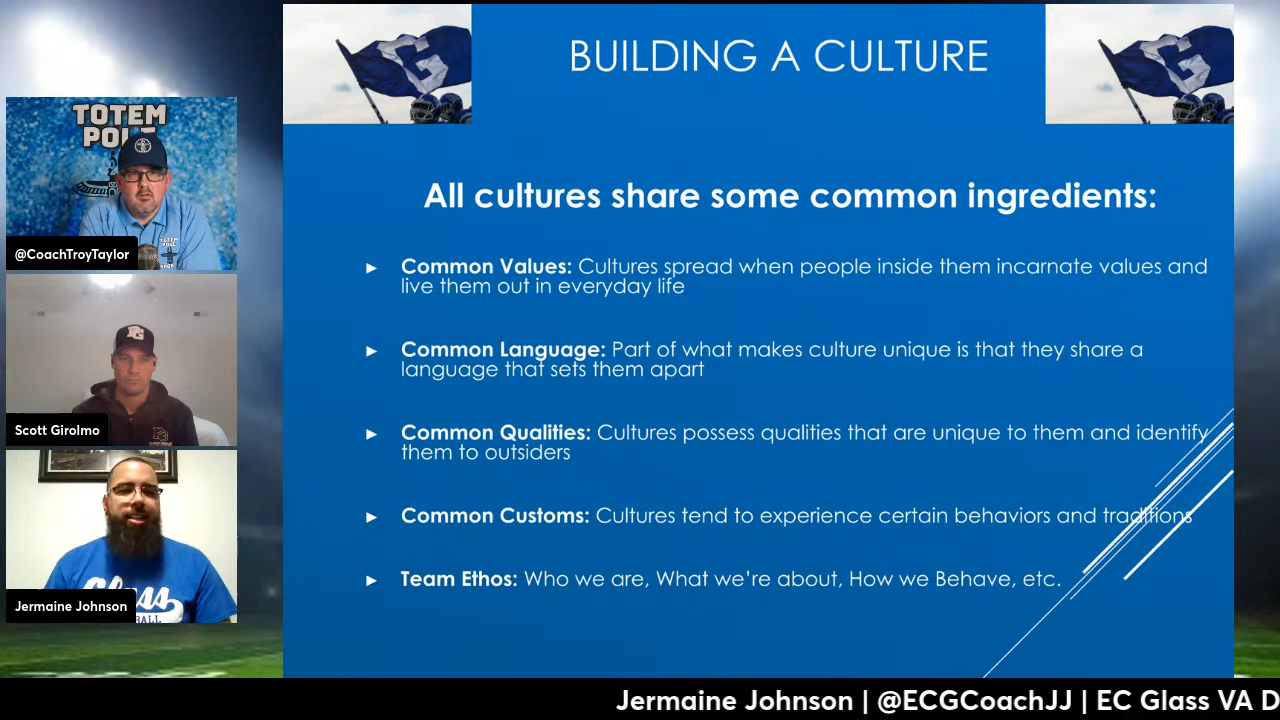 BUILDING A CULTURE
All cultures share some common ingredients:
► Common Values: Cultures spread when people inside them incarnate values and
live them out in everyday life
► Common Language: Part of what makes culture unique is that they share a
language that sets them apart
► Common Qualities: Cultures possess qualities that are unique to them and identify
them to outsiders
► Common Customs: Cultures tend to experience certain behaviors and traditions
► Team Ethos: Who we are, What we're about, How we Behave, etc.
G
G
TOTEM
POLE
@CoachTroyTaylor
TOTEM
POLE
Scott Girolmo
Glass
Jermaine Johnson
Jermaine Johnson | @ECGCoachJJ | EC Glass VA D